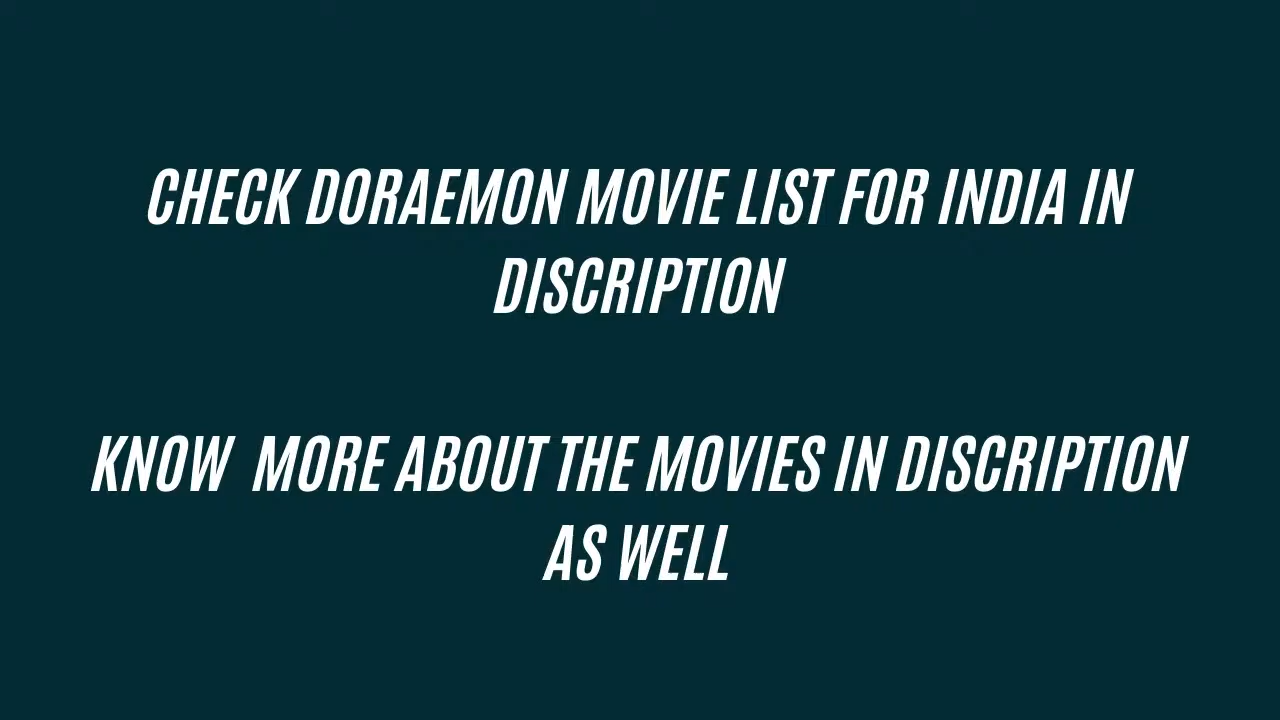 CHECK DORAEMON MOVIE LIST FOR INDIA IN
DISCRIPTION
KNOW MORE ABOUT THE MOVIES IN DISCRIPTION
AS WELL